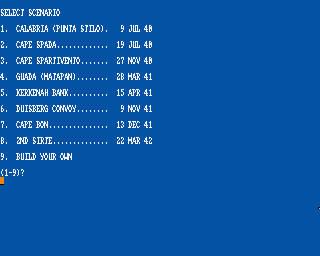 SELECT SCENARIO
1. CALABRIA (PUNTA STILO). 9 JUL 40
2. CAPE SPADA............. 19 JUL 40
3. CAPE SPARTIVENTO....... 27 NOV 40
4. GUADA (MATAPAN)........ 28 MAR 41
5. KERKENAH BANK.......... 15 APR 41
6. DUISBERG CONVOY........ 9 NOV 41
7. CAPE BON............... 13 DEC 41
8. 2ND SIRTE.............. 22 MAR 42
9. BUILD YOUR OWN
(1-9)?